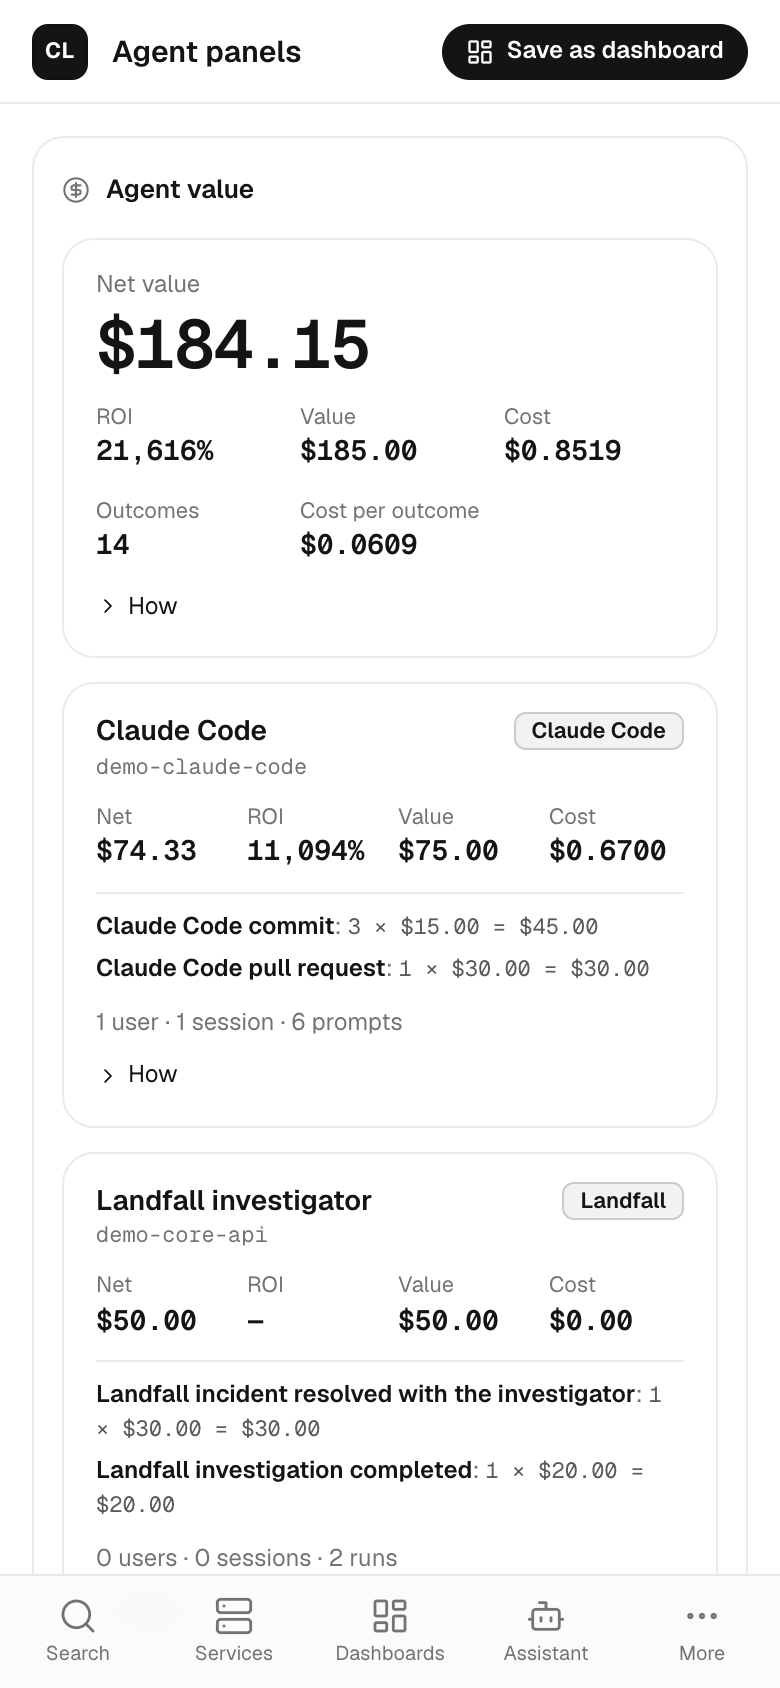 CL Agent panels Save as dashboard
Agent value
Net value
$184.15
ROI Value Cost
21,616% $185.00 $0.8519
Outcomes Cost per outcome
14 $0.0609
How
Claude Code Claude Code
demo-claude-code
Net ROI Value Cost
$74.33 11,094% $75.00 $0.6700
Claude Code commit: 3 × $15.00 = $45.00
Claude Code pull request: 1 × $30.00 = $30.00
1 user · 1 session · 6 prompts
How
Landfall investigator Landfall
demo-core-api
Net ROI Value Cost
$50.00 – $50.00 $0.00
Landfall incident resolved with the investigator: 1
× $30.00 = $30.00
Landfall investigation completed: 1 × $20.00 =
$20.00
0 users · 0 sessions · 2 runs
Search Services Dashboards Assistant More